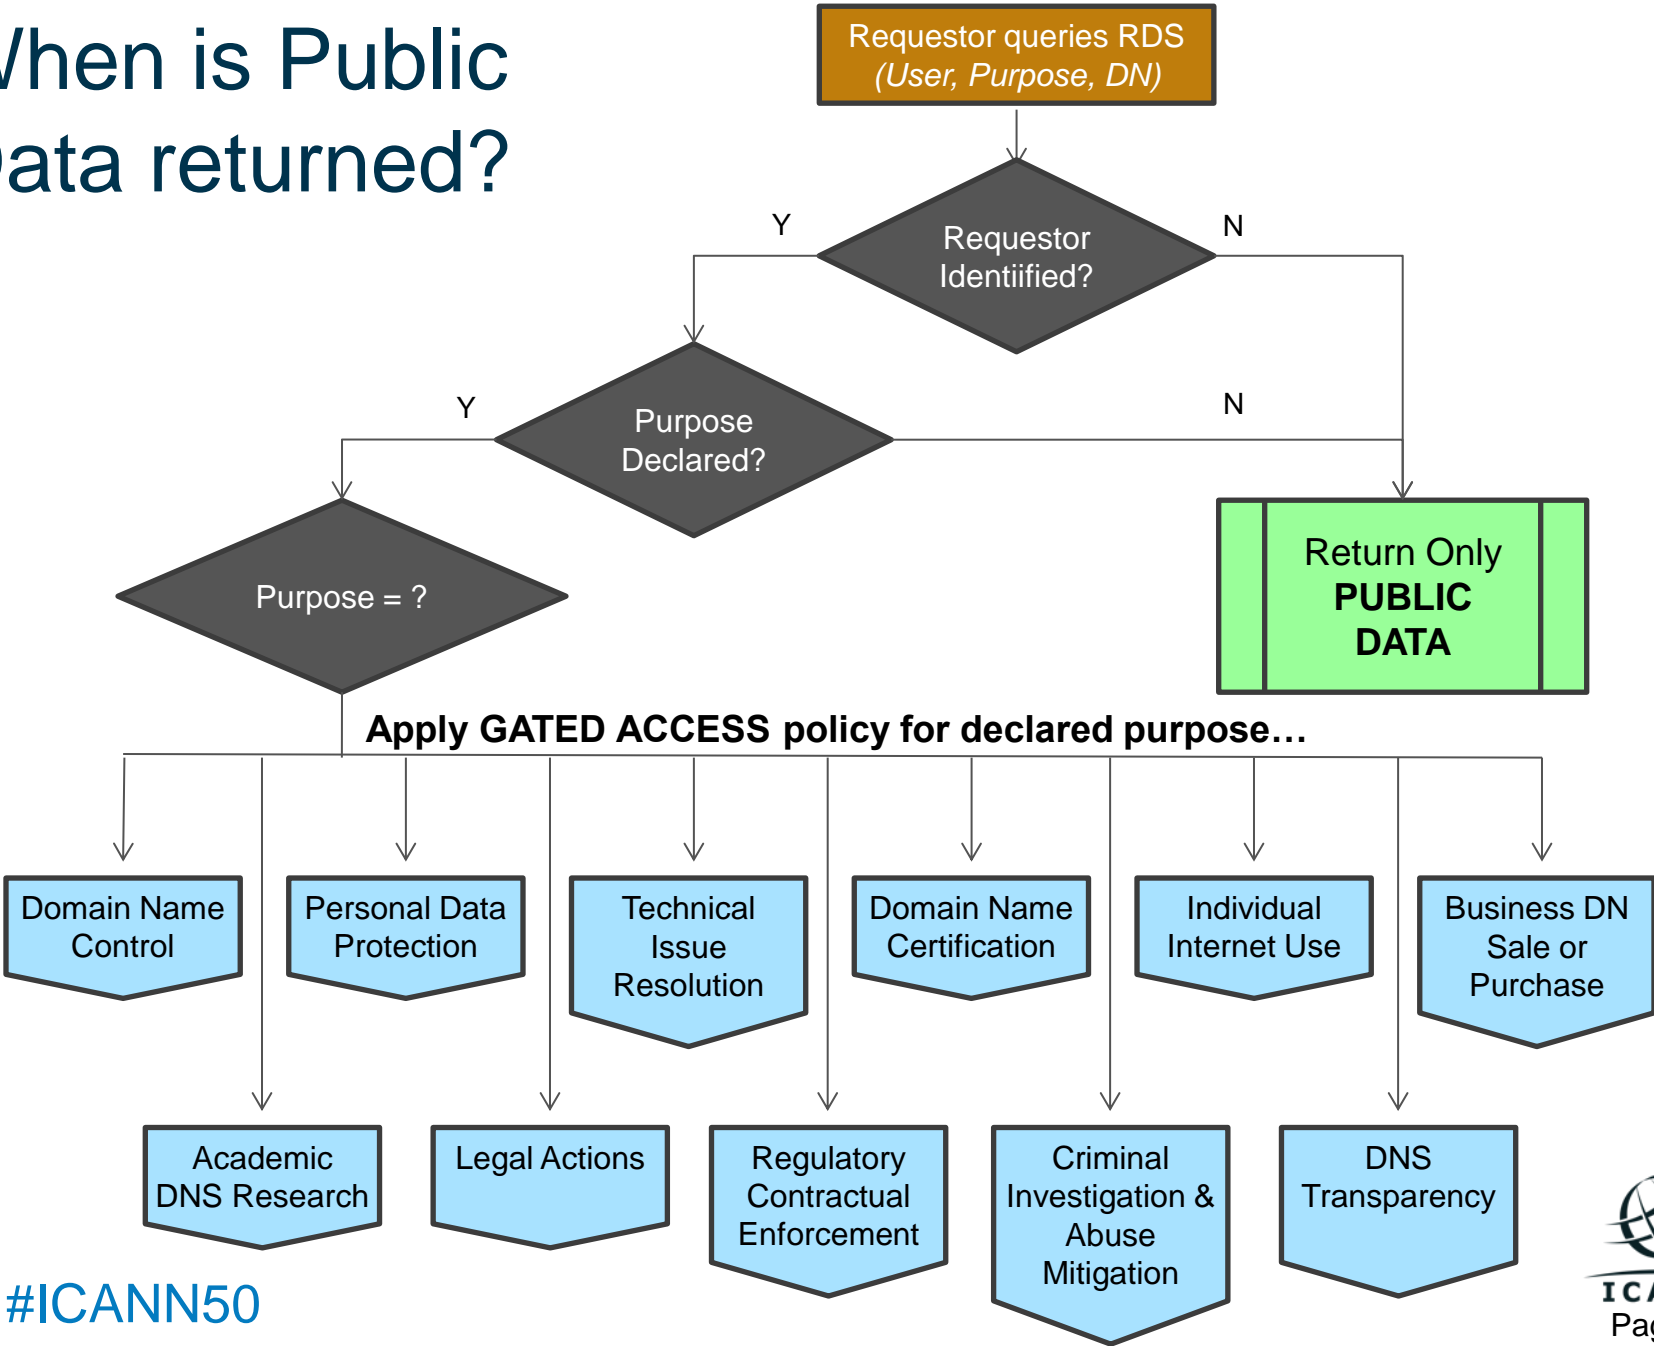 When is Public
Data returned?
Requestor queries RDS
(User, Purpose, DN)
Y
Requestor
Identiified?
N
Y
Purpose
Declared?
N
Purpose = ?
Return Only
PUBLIC
DATA
Apply GATED ACCESS policy for declared purpose…
Domain Name
Control
Personal Data
Protection
Technical
Issue
Resolution
Domain Name
Certification
Individual
Internet Use
Business DN
Sale or
Purchase
Academic
DNS Research
Legal Actions
Regulatory
Contractual
Enforcement
Criminal
Investigation &
Abuse
Mitigation
DNS
Transparency
#ICANN50